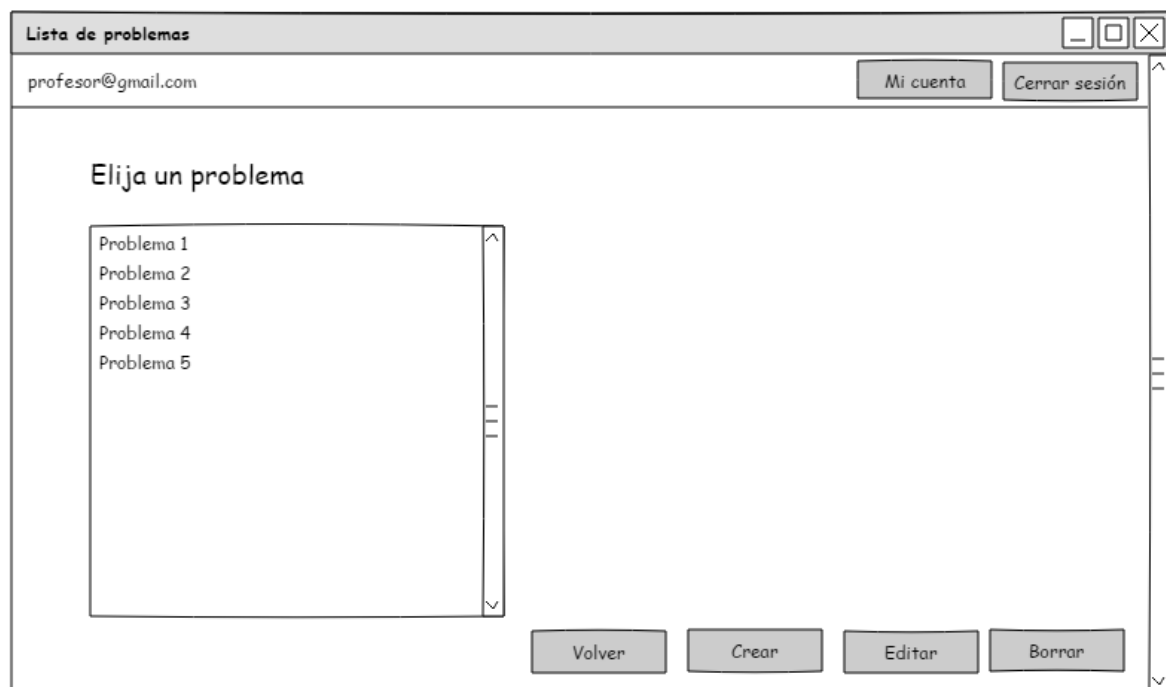 Lista de problemas
profesor@gmail.com Mi cuenta Cerrar sesión
Elija un problema
Problema 1
Problema 2
Problema 3
Problema 4
Problema 5
Volver Crear Editar Borrar